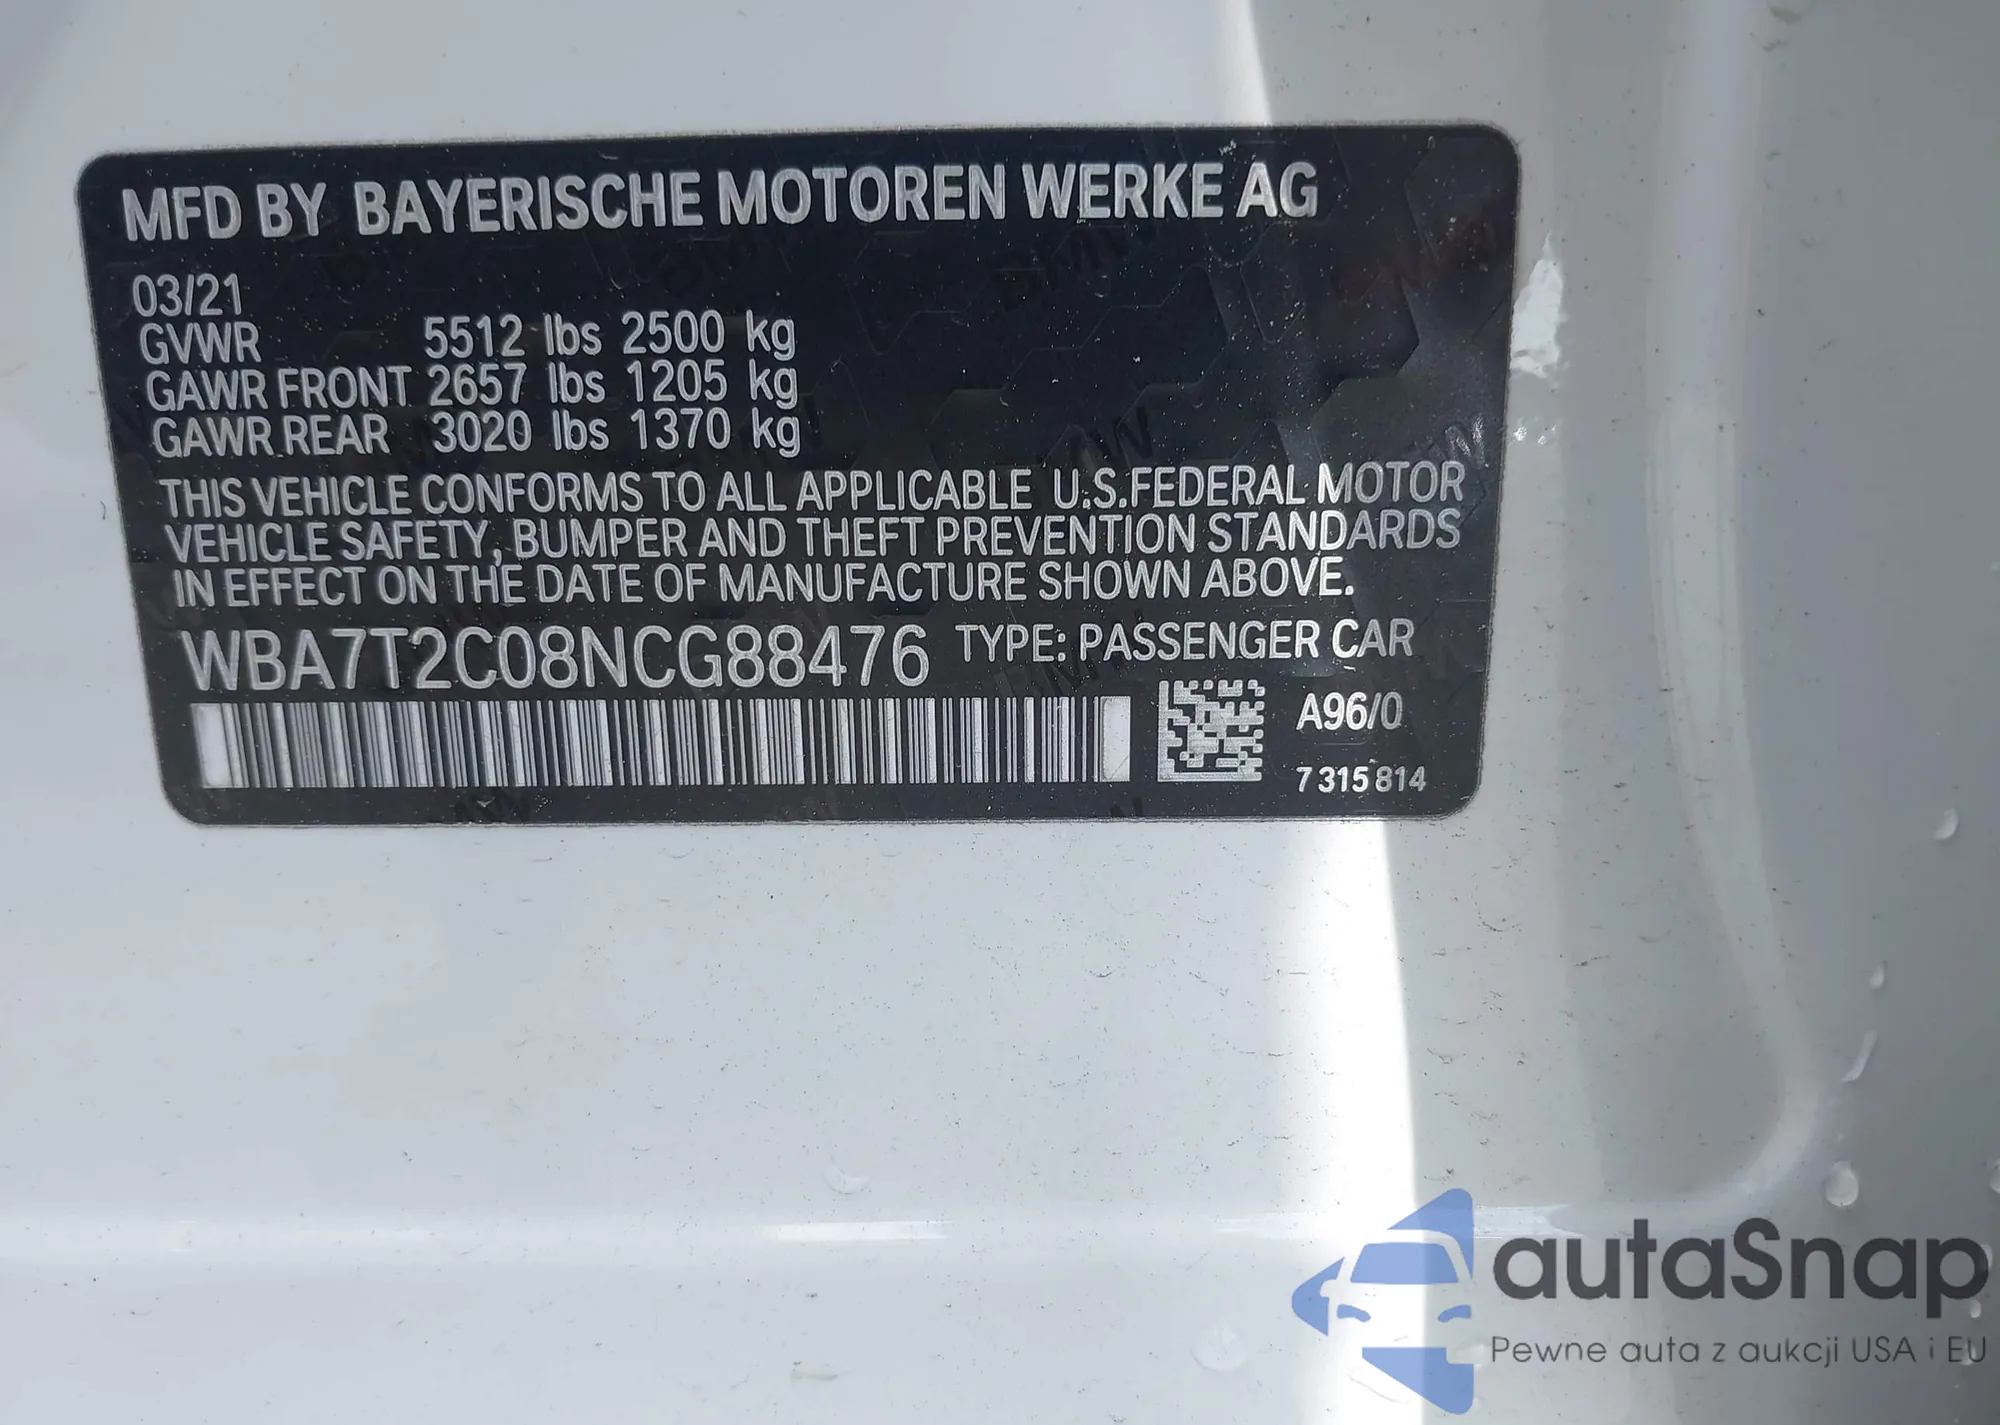 MFD BY BAYERISCHE MOTOREN WERKE AG
03/21
GVWR 5512 lbs 2500 kg
GAWR FRONT 2657 lbs 1205 kg
GAWR REAR 3020 lbs 1370 kg
THIS VEHICLE CONFORMS TO ALL APPLICABLE U.S.FEDERAL MOTOR
VEHICLE SAFETY, BUMPER AND THEFT PREVENTION STANDARDS
IN EFFECT ON THE DATE OF MANUFACTURE SHOWN ABOVE.
WBA7T2C08NCG88476 TYPE: PASSENGER CAR
A96/0
7 315 814
autaSnap
Pewne auta z aukcji USA i EU